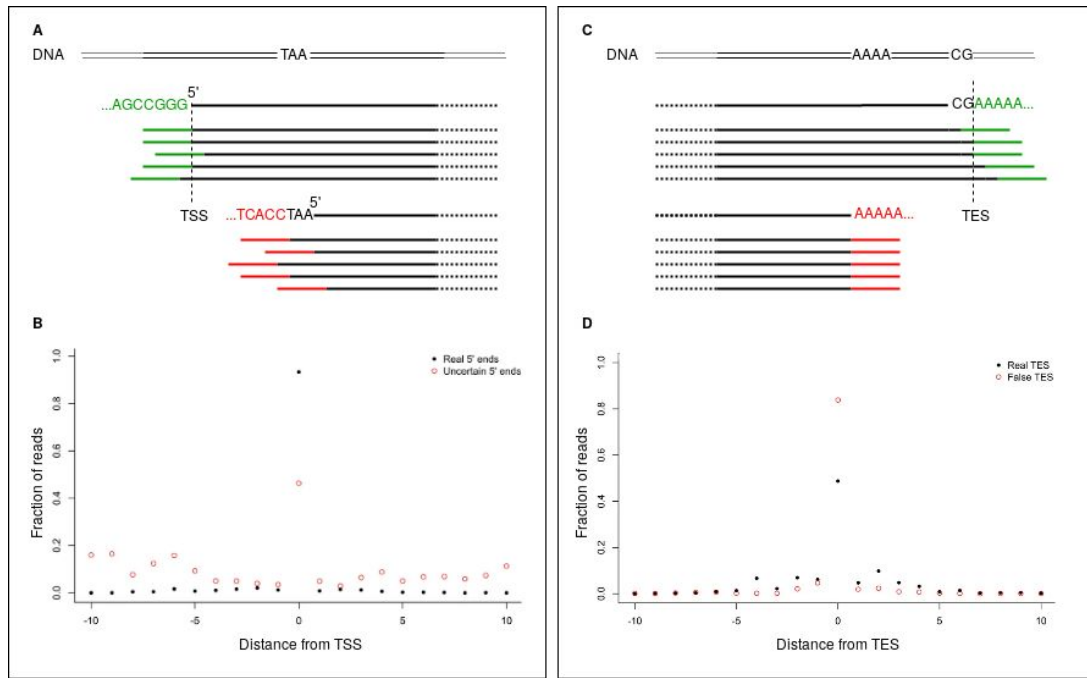 A
DNA
TAA
5'
...AGCCGGG
TSS
5'
...TCACCTAA
B
Real 5' ends
Uncertain 5' ends
Fraction of reads
1.0
0.8
0.6
0.4
0.2
0.0
-10 -5 0 5 10
Distance from TSS
C
DNA
AAAA CG
CGAAAAA...
TES
AAAAA...
D
Real TES
False TES
Fraction of reads
1.0
0.8
0.6
0.4
0.2
0.0
-10 -5 0 5 10
Distance from TES